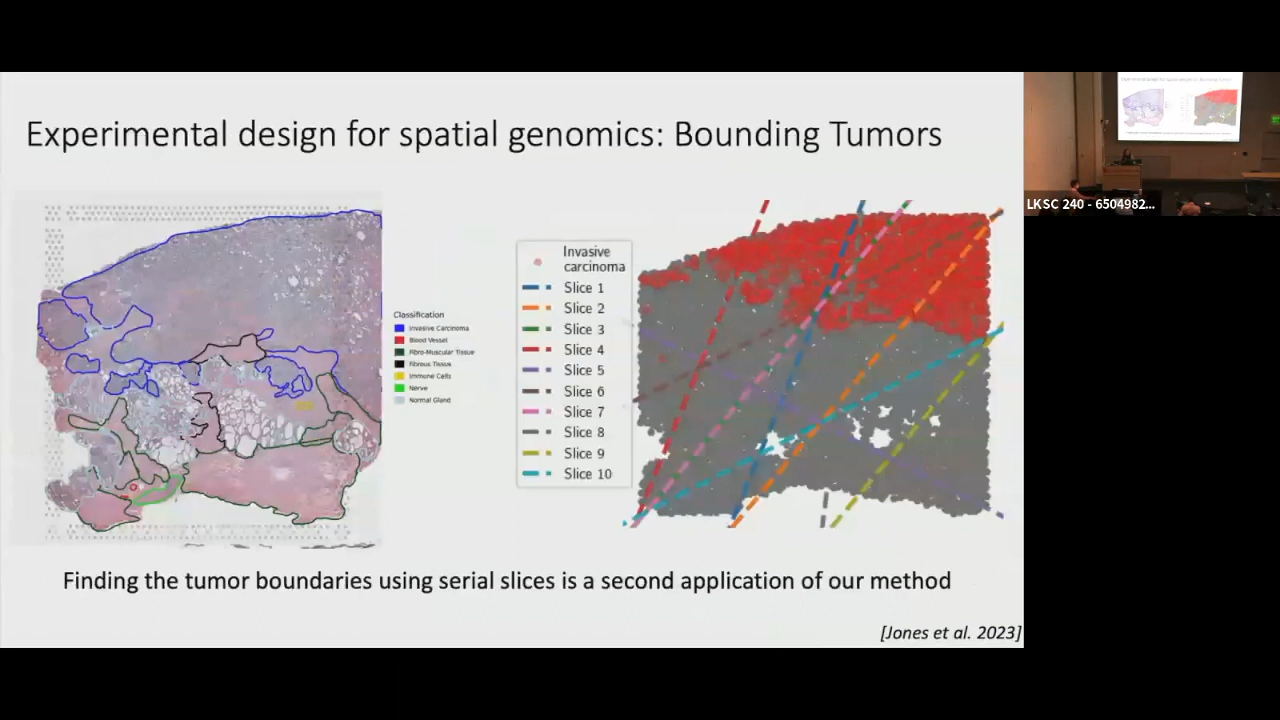 Experimental design for spatial genomics: Bounding Tumors
Classification
Invasive Carcinoma
Blood Vessel
Fibro-Muscular Tissue
Fibrous Tissue
Immune Cells
Nerve
Normal Gland
Invasive
carcinoma
Slice 1
Slice 2
Slice 3
Slice 4
Slice 5
Slice 6
Slice 7
Slice 8
Slice 9
Slice 10
Finding the tumor boundaries using serial slices is a second application of our method
[Jones et al. 2023]
LKSC 240 - 6504982...